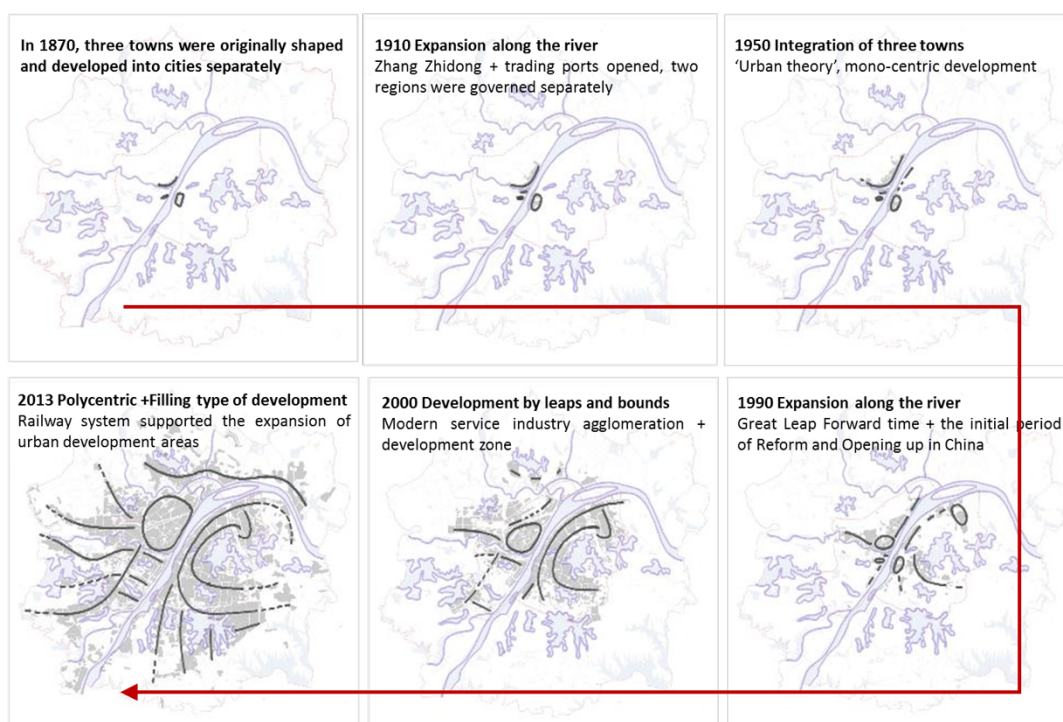 In 1870, three towns were originally shaped
and developed into cities separately
1910 Expansion along the river
Zhang Zhidong + trading ports opened, two
regions were governed separately
1950 Integration of three towns
‘Urban theory’, mono-centric development
2013 Polycentric +Filling type of development
Railway system supported the expansion of
urban development areas
2000 Development by leaps and bounds
Modern service industry agglomeration +
development zone
1990 Expansion along the river
Great Leap Forward time + the initial period
of Reform and Opening up in China